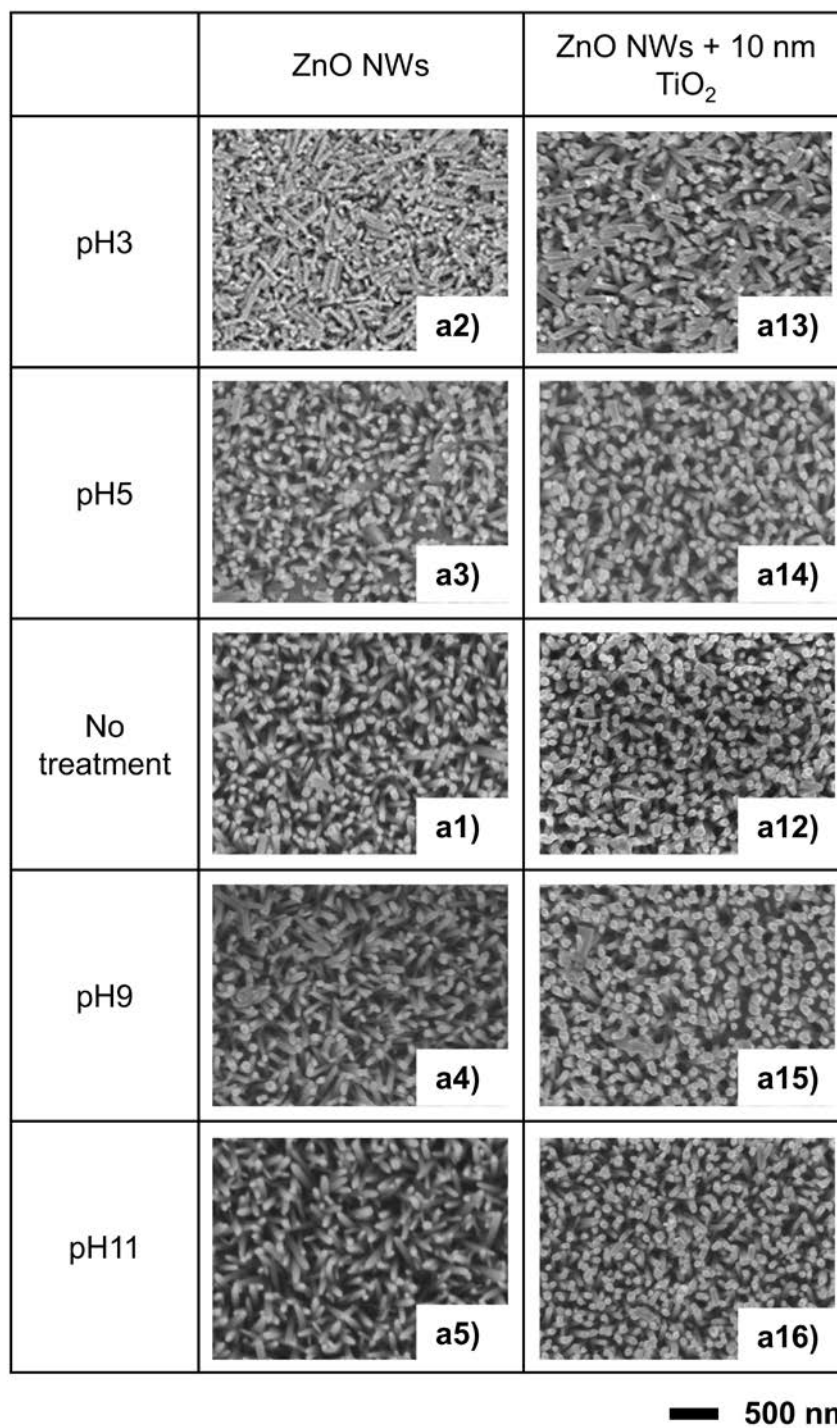 ZnO NWs
ZnO NWs + 10 nm
TiO₂
pH3
a2)
a13)
pH5
a3)
a14)
No
treatment
a1)
a12)
pH9
a4)
a15)
pH11
a5)
a16)
500 nm